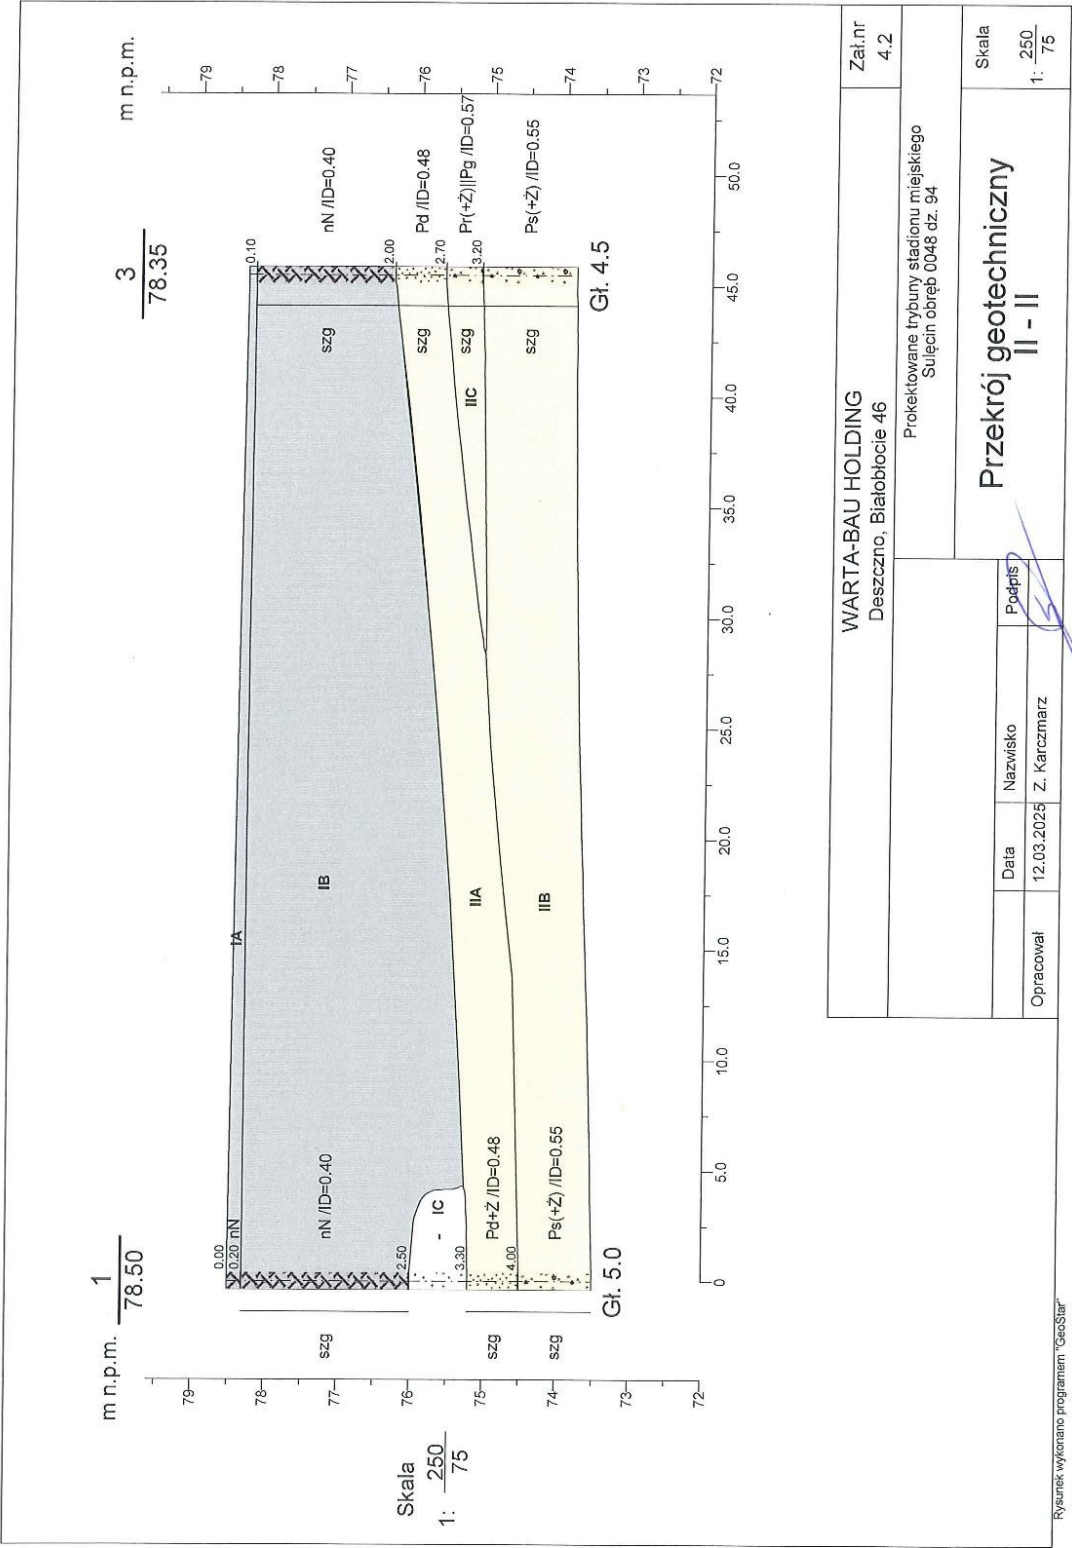 1
78.50
3
78.35
m n.p.m.
m n.p.m.
79
78
77
76
75
74
73
72
79
78
77
76
75
74
73
72
Skala
1: 250
75
szg
szg
szg
0.00
0.20 nN
2.50
3.30
4.00
nN /ID=0.40
- IC
Pd+Ż /ID=0.48
Ps(+Ż) /ID=0.55
Gł. 5.0
IA
IB
IIA
IIB
IIC
szg
szg
szg
szg
0.10
2.00
2.70
3.20
nN /ID=0.40
Pd /ID=0.48
Pr(+Ż)||Pg /ID=0.57
Ps(+Ż) /ID=0.55
Gł. 4.5
0
5.0
10.0
15.0
20.0
25.0
30.0
35.0
40.0
45.0
50.0
WARTA-BAU HOLDING
Deszczno, Białobłocie 46
Zał.nr
4.2
Prokektowane trybuny stadionu miejskiego
Sulęcin obręb 0048 dz. 94
Data Nazwisko Podpis
Opracował 12.03.2025 Z. Karczmarz
Przekrój geotechniczny
II - II
Skala
1: 250
75
Rysunek wykonano programem "GeoStar"